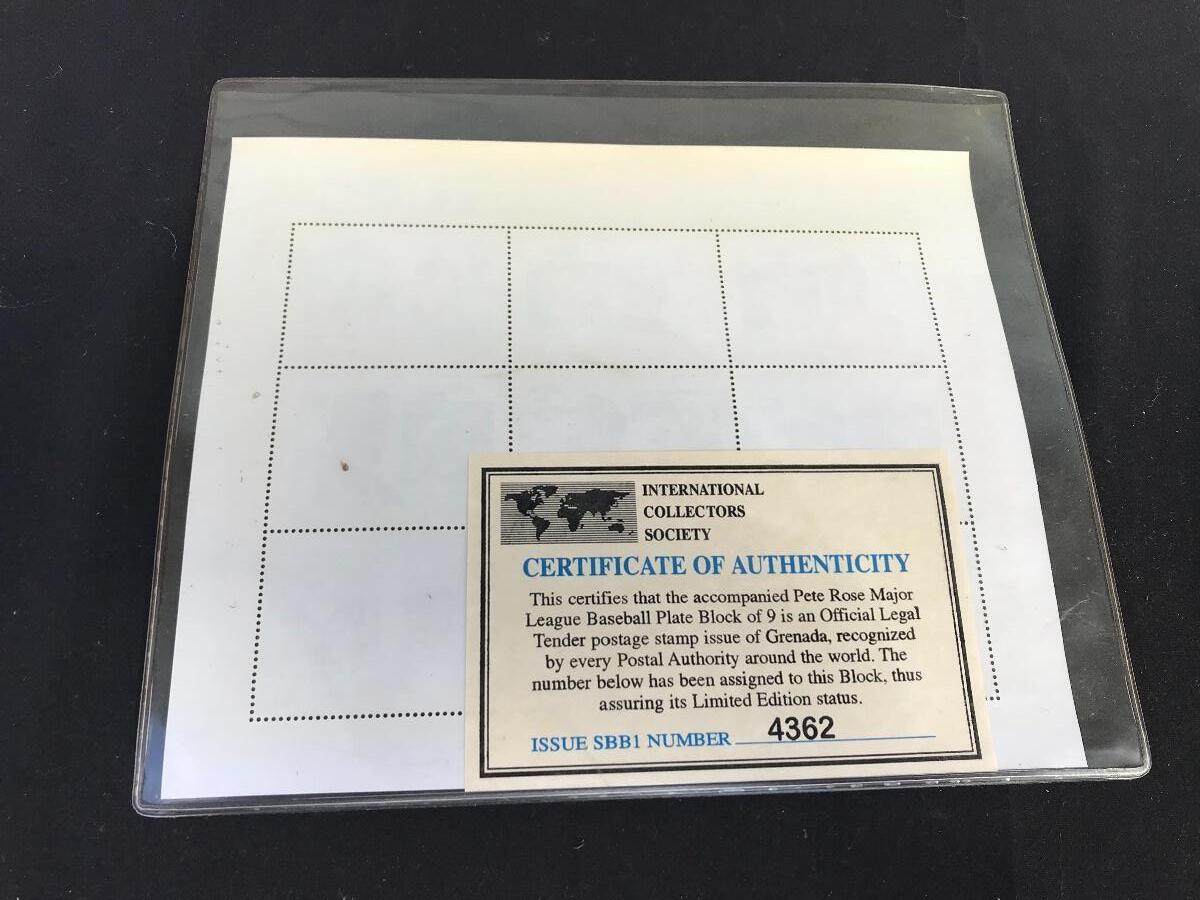 INTERNATIONAL
COLLECTORS
SOCIETY
CERTIFICATE OF AUTHENTICITY
This certifies that the accompanied Pete Rose Major
League Baseball Plate Block of 9 is an Official Legal
Tender postage stamp issue of Grenada, recognized
by every Postal Authority around the world. The
number below has been assigned to this Block, thus
assuring its Limited Edition status.
ISSUE SBB1 NUMBER 4362